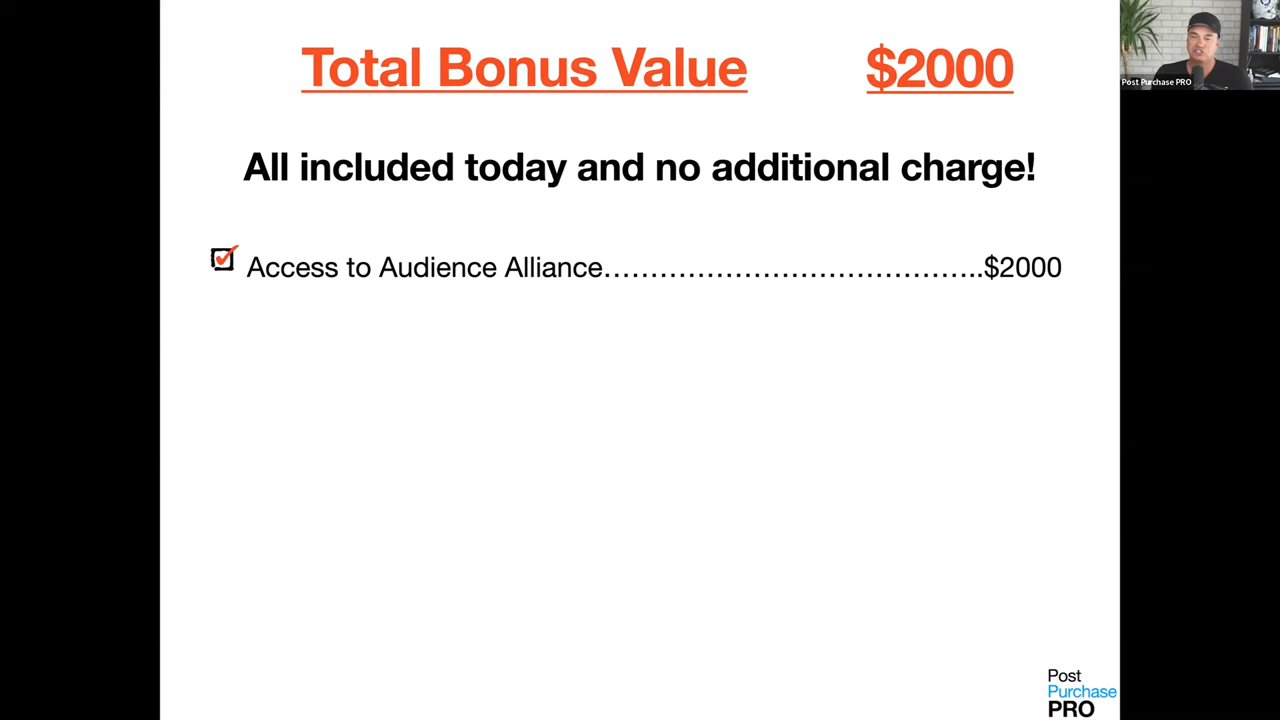 Total Bonus Value $2000
Post Purchase PRO
All included today and no additional charge!
Access to Audience Alliance…………………………………..$2000
Post
Purchase
PRO